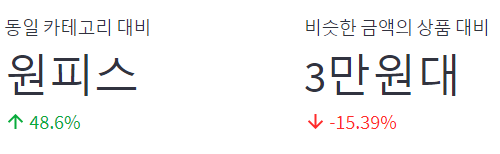 동일 카테고리 대비
원피스
↑ 48.6%
비슷한 금액의 상품 대비
3만원대
↓ -15.39%